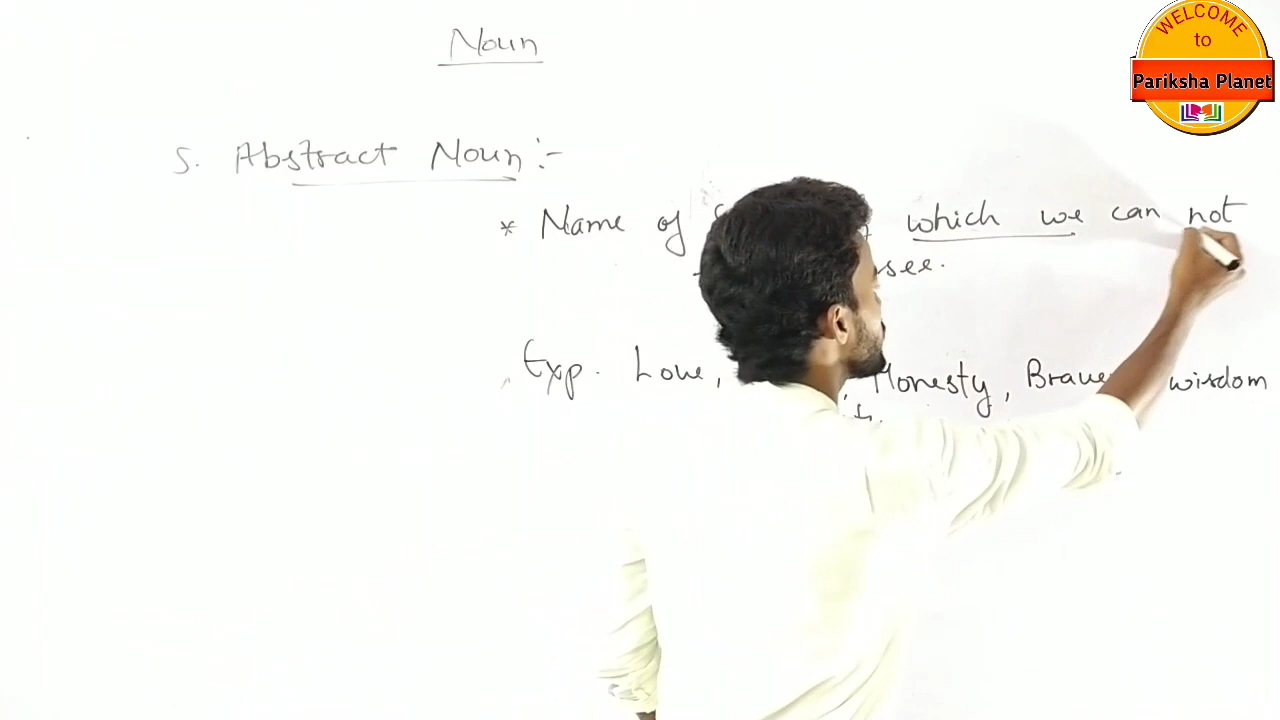 Noun
WELCOME
to
Pariksha Planet
5. Abstract Noun :-
* Name of which we can not
see.
Exp. Love, Honesty, wisdom